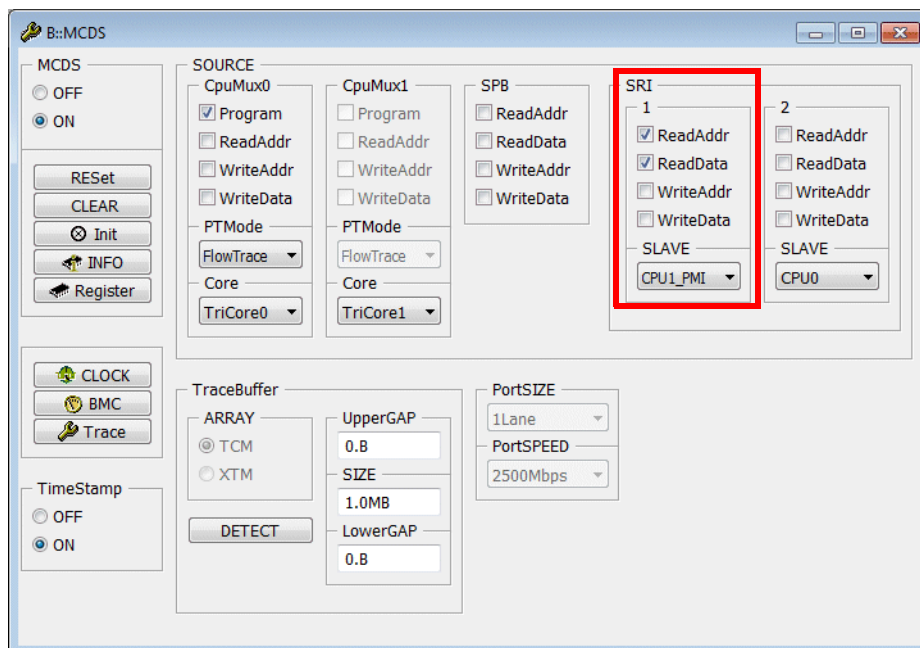 B::MCDS
MCDS
OFF
ON
RESet
CLEAR
Init
INFO
Register
CLOCK
BMC
Trace
TimeStamp
OFF
ON
SOURCE
CpuMux0
Program
ReadAddr
WriteAddr
WriteData
PTMode
FlowTrace
Core
TriCore0
CpuMux1
Program
ReadAddr
WriteAddr
WriteData
PTMode
FlowTrace
Core
TriCore1
SPB
ReadAddr
ReadData
WriteAddr
WriteData
SRI
1
ReadAddr
ReadData
WriteAddr
WriteData
SLAVE
CPU1_PMI
2
ReadAddr
ReadData
WriteAddr
WriteData
SLAVE
CPU0
TraceBuffer
ARRAY
TCM
XTM
DETECT
UpperGAP
0.B
SIZE
1.0MB
LowerGAP
0.B
PortSIZE
1Lane
PortSPEED
2500Mbps